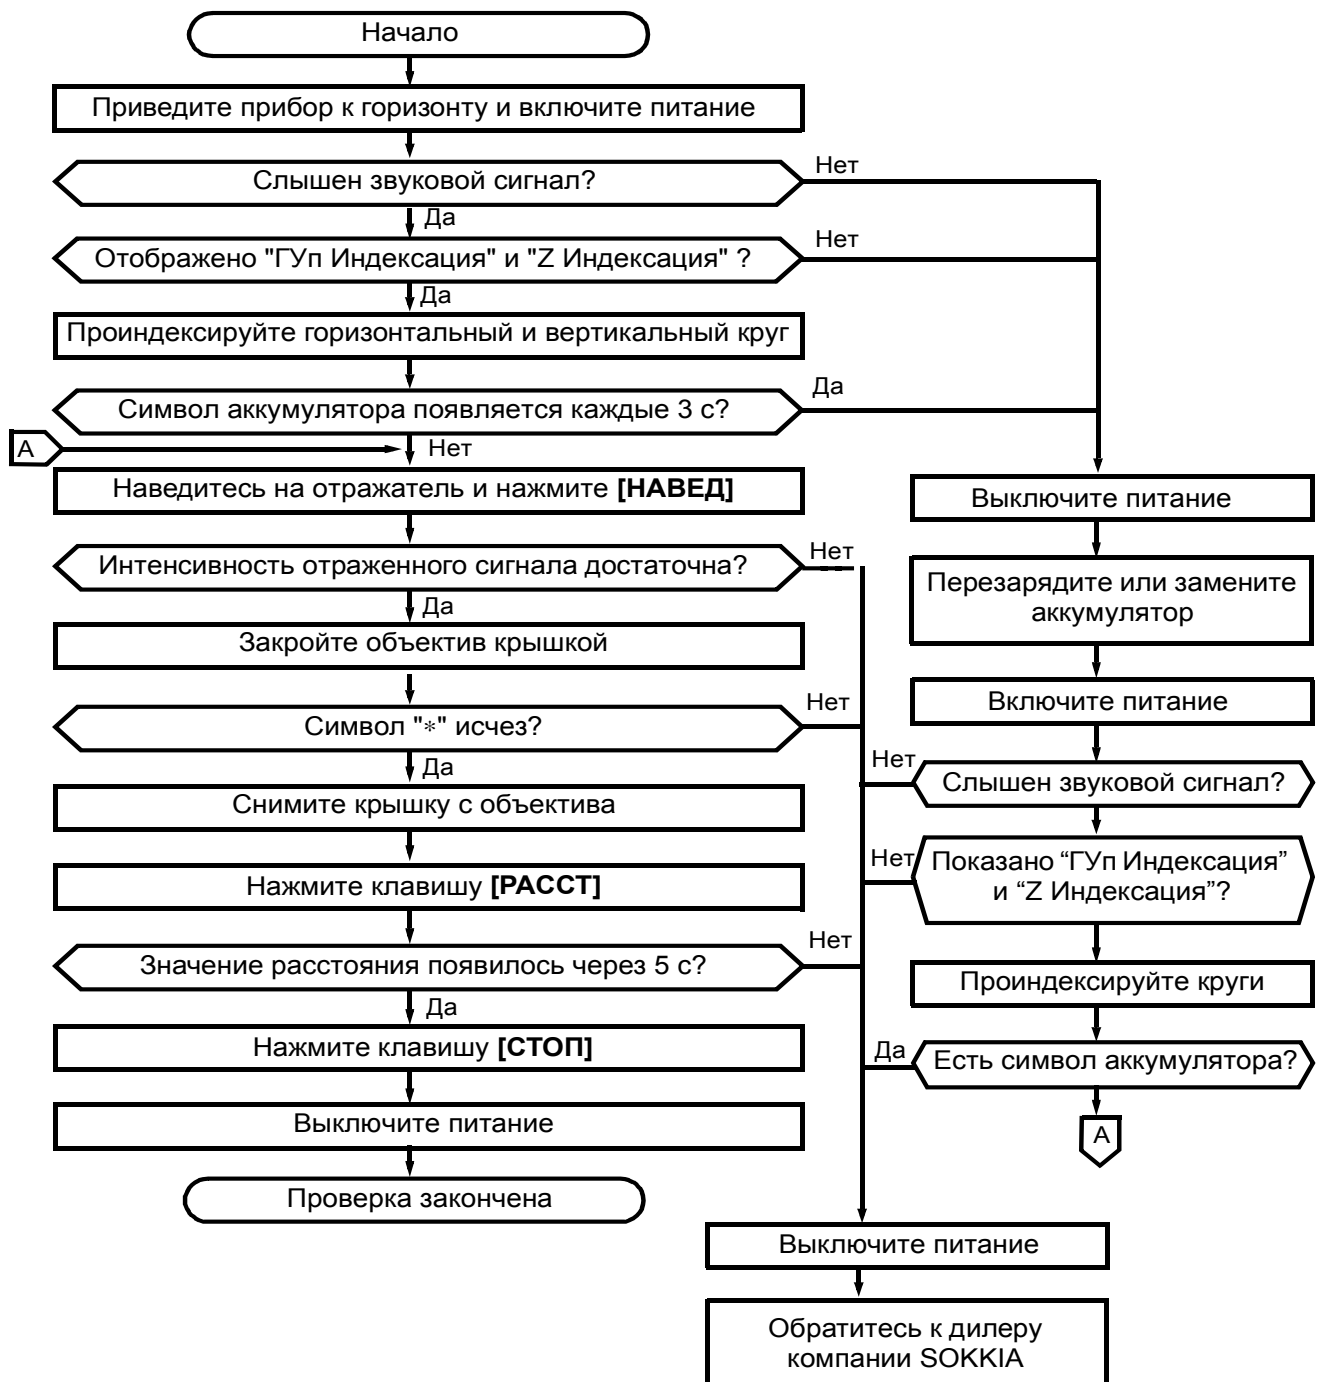 Начало
Приведите прибор к горизонту и включите питание
Слышен звуковой сигнал?
Нет
Да
Отображено "ГУп Индексация" и "Z Индексация" ?
Нет
Да
Проиндексируйте горизонтальный и вертикальный круг
Символ аккумулятора появляется каждые 3 с?
Да
А
Нет
Наведитесь на отражатель и нажмите [НАВЕД]
Интенсивность отраженного сигнала достаточна?
Нет
Да
Закройте объектив крышкой
Символ "*" исчез?
Нет
Да
Снимите крышку с объектива
Нажмите клавишу [РАССТ]
Значение расстояния появилось через 5 с?
Нет
Да
Нажмите клавишу [СТОП]
Выключите питание
Проверка закончена
Выключите питание
Перезарядите или замените
аккумулятор
Включите питание
Нет
Слышен звуковой сигнал?
Нет
Показано “ГУп Индексация”
и “Z Индексация”?
Проиндексируйте круги
Да
Есть символ аккумулятора?
А
Выключите питание
Обратитесь к дилеру
компании SOKKIA